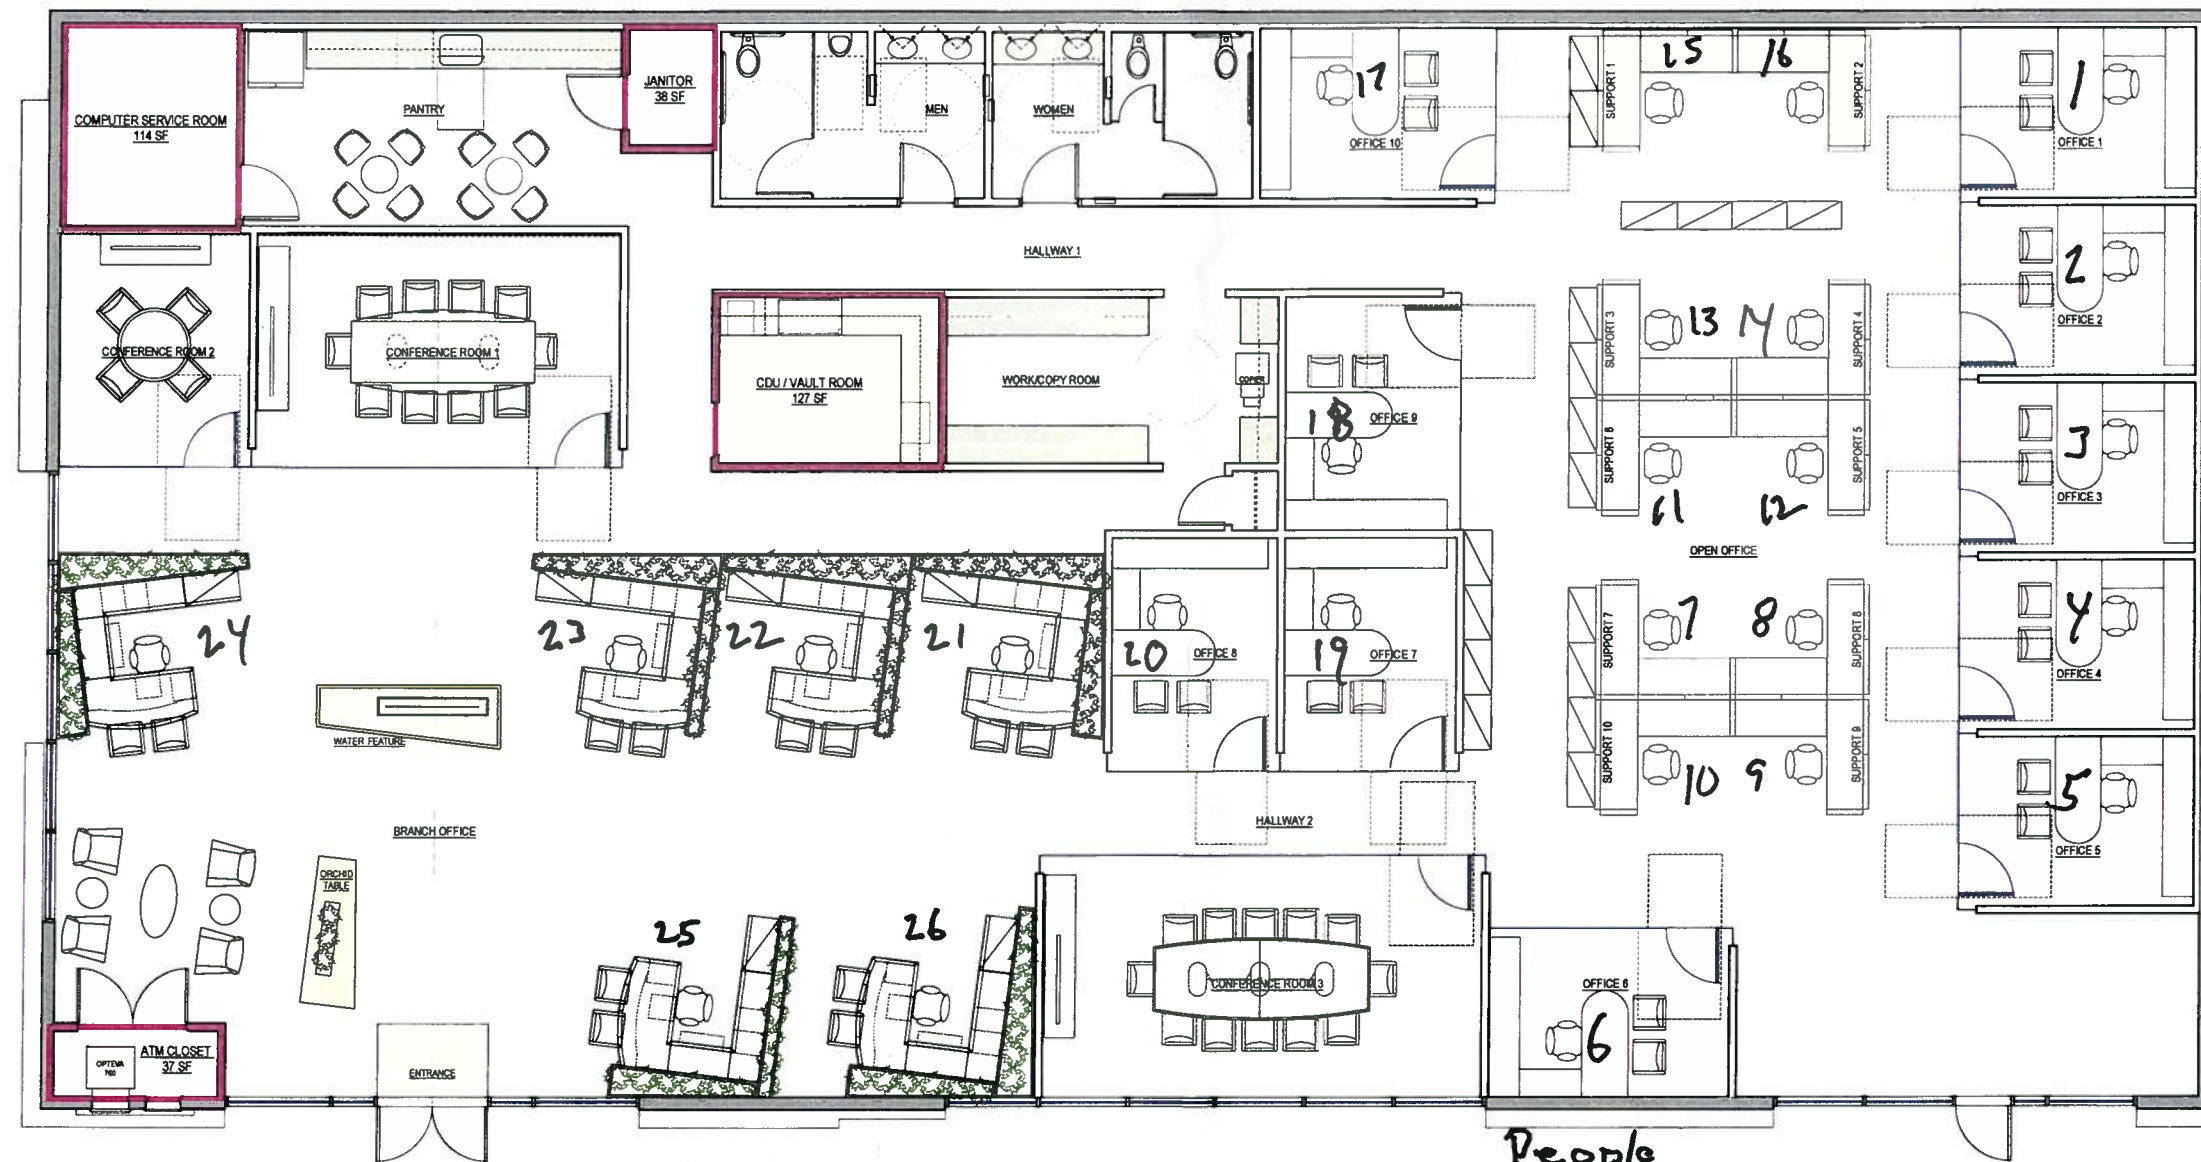 COMPUTER SERVICE ROOM
114 SF
PANTRY
JANITOR
38 SF
MEN
WOMEN
17
OFFICE 10
SUPPORT 1
15
16
SUPPORT 2
1
OFFICE 1
HALLWAY 1
2
OFFICE 2
CONFERENCE ROOM 2
CONFERENCE ROOM 1
CDU / VAULT ROOM
127 SF
WORK/COPY ROOM
COPIER
18
OFFICE 9
SUPPORT 3
13
14
SUPPORT 4
SUPPORT 6
11
12
SUPPORT 5
3
OFFICE 3
OPEN OFFICE
24
23
22
21
20
OFFICE 8
19
OFFICE 7
SUPPORT 7
7
8
SUPPORT 8
4
OFFICE 4
WATER FEATURE
SUPPORT 10
10
9
SUPPORT 9
5
OFFICE 5
BRANCH OFFICE
HALLWAY 2
ORCHID
TABLE
25
26
CONFERENCE ROOM 3
OFFICE 6
6
ATM CLOSET
37 SF
OPTEVA
760
ENTRANCE
People